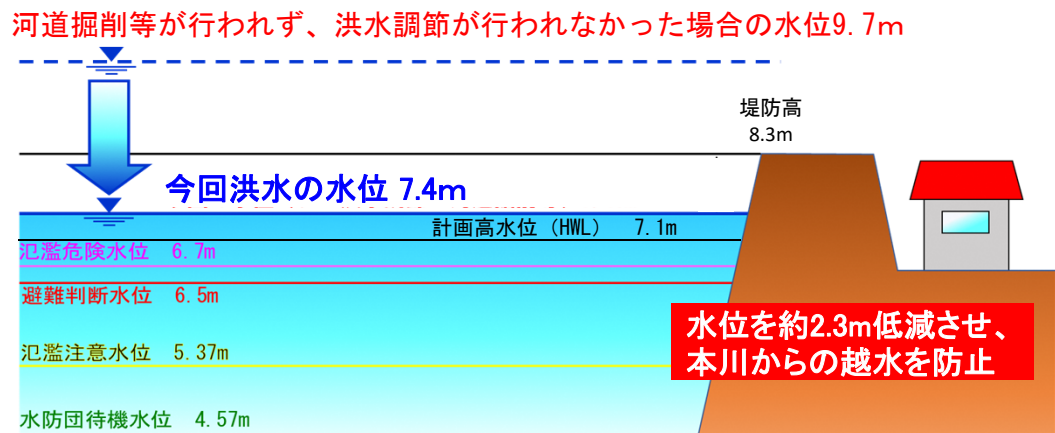 河道掘削等が行われず、洪水調節が行われなかった場合の水位9.7m
堤防高
8.3m
今回洪水の水位 7.4m
計画高水位（HWL） 7.1m
氾濫危険水位 6.7m
避難判断水位 6.5m
水位を約2.3m低減させ、
本川からの越水を防止
氾濫注意水位 5.37m
水防団待機水位 4.57m